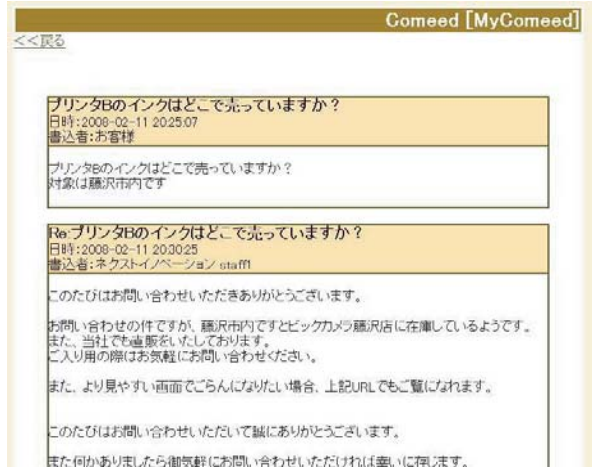 Gomeed [MyGomeed]
<<戻る
プリンタBのインクはどこで売っていますか？
日時:2008-02-11 20:25:07
書込者:お客様
プリンタBのインクはどこで売っていますか？
対象は藤沢市内です
Re:プリンタBのインクはどこで売っていますか？
日時:2008-02-11 20:30:25
書込者:ネクストイノベーション staff1
このたびはお問い合わせいただきありがとうございます。
お問い合わせの件ですが、藤沢市内ですとビックカメラ藤沢店に在庫しているようです。
また、当社でも直販をいたしております。
ご入り用の際はお気軽にお問い合わせください。
また、より見やすい画面でごらんになりたい場合、上記URLでもご覧になれます。
このたびはお問い合わせいただいて誠にありがとうございます。
また何かありましたら御気軽にお問い合わせいただければ幸いに存じます。